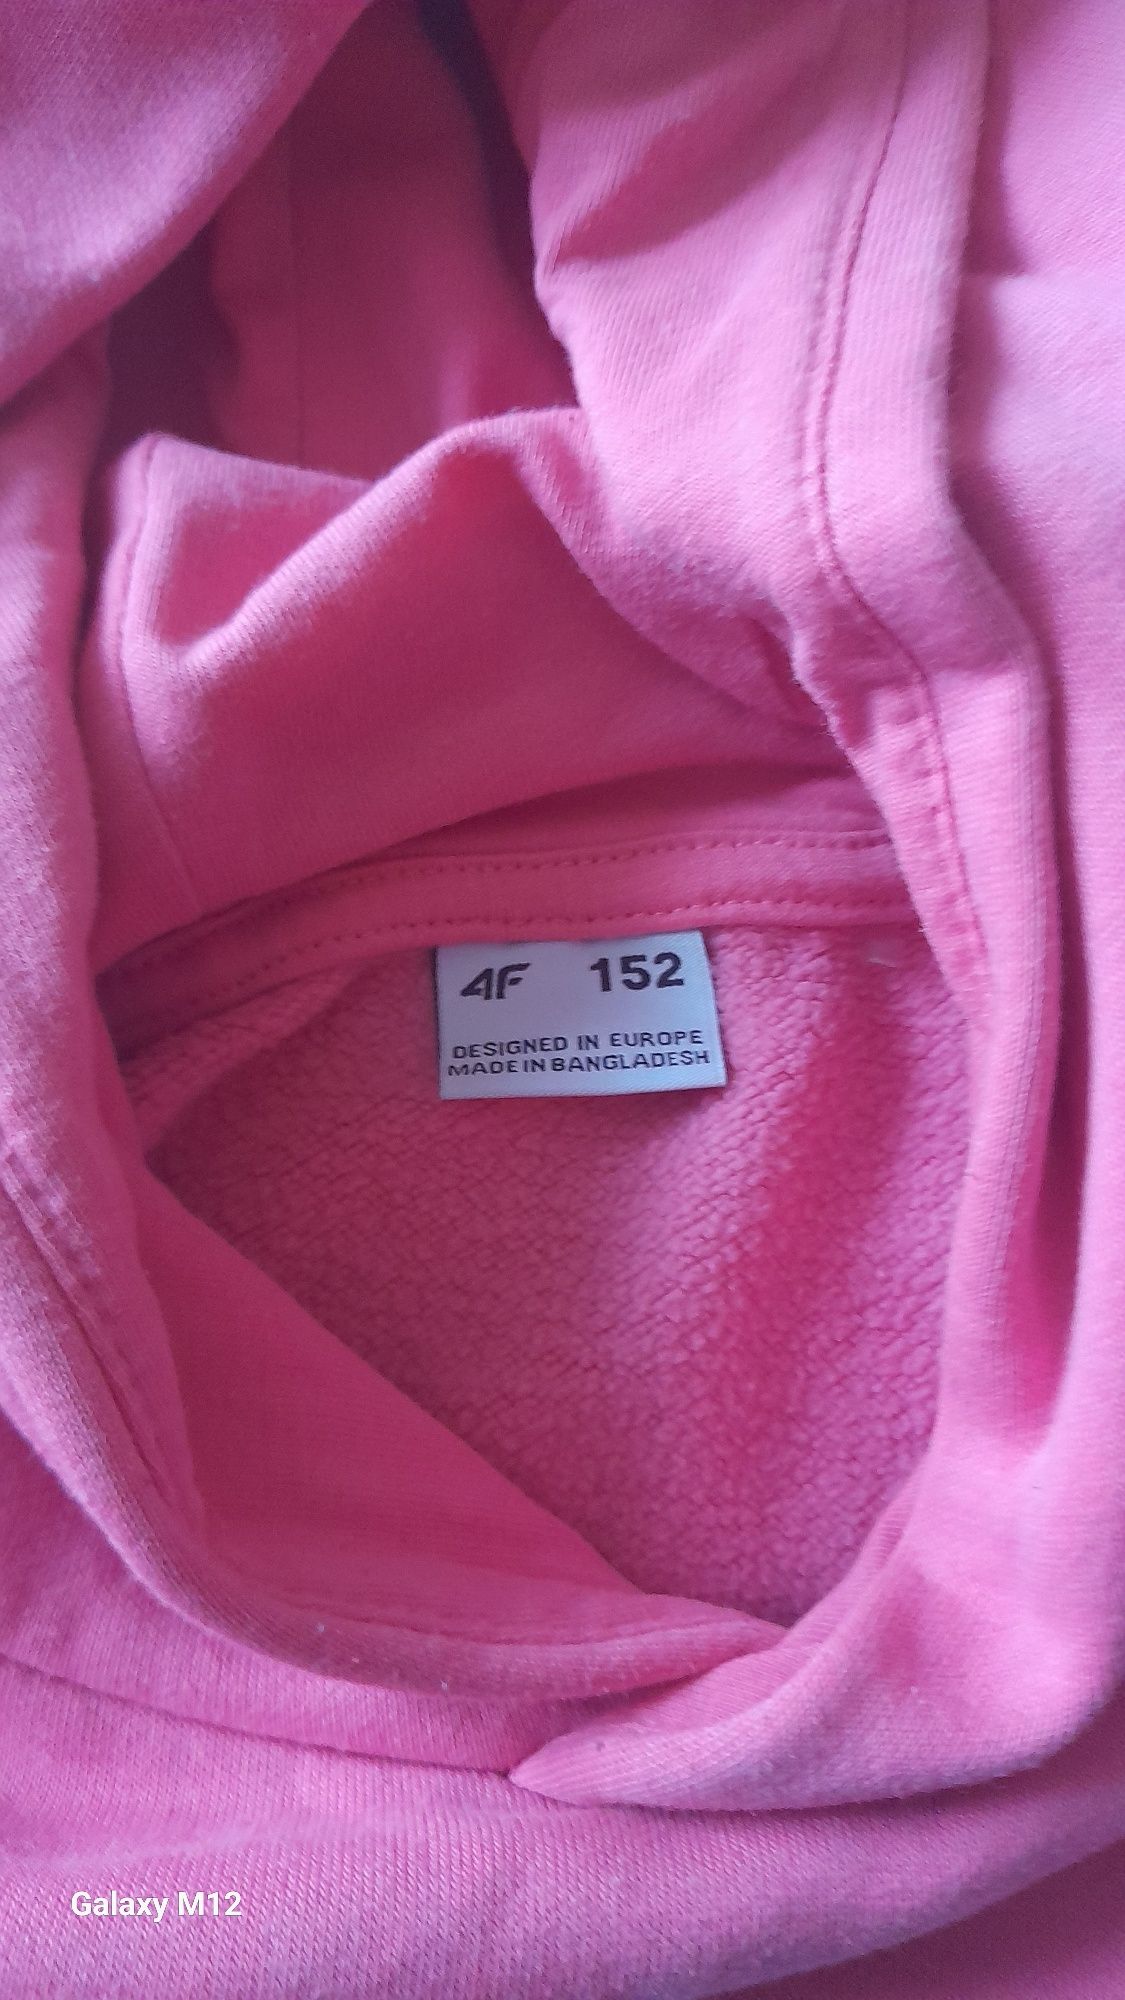 4F 152
DESIGNED IN EUROPE
MADE IN BANGLADESH
Galaxy M12